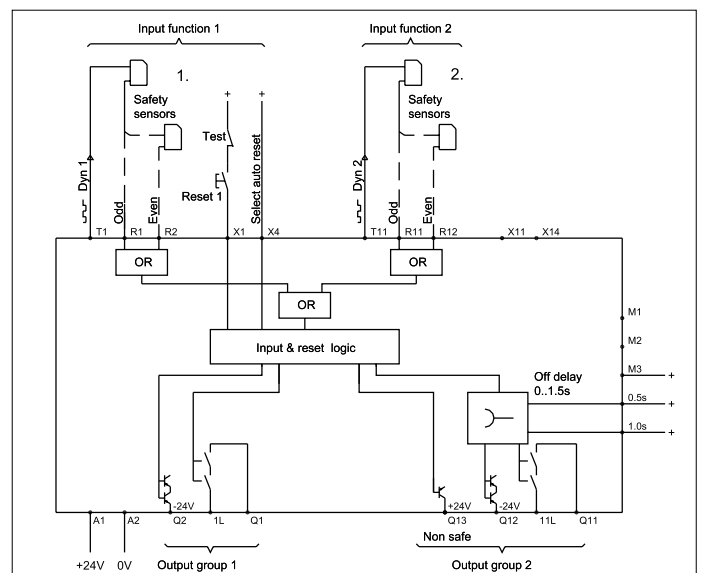 Input function 1
Input function 2
1.
2.
Safety
sensors
Safety
sensors
+
+
Test
Reset 1
Select auto reset
Dyn 1
Odd
Even
Dyn 2
Odd
Even
T1
R1
R2
X1
X4
T11
R11
R12
X11
X14
OR
OR
OR
Input & reset logic
M1
M2
M3
+
Off delay
0..1.5s
0.5s
+
1.0s
+
-24V
+24V
-24V
A1
A2
Q2
1L
Q1
Q13
Q12
11L
Q11
Non safe
+24V
0V
Output group 1
Output group 2